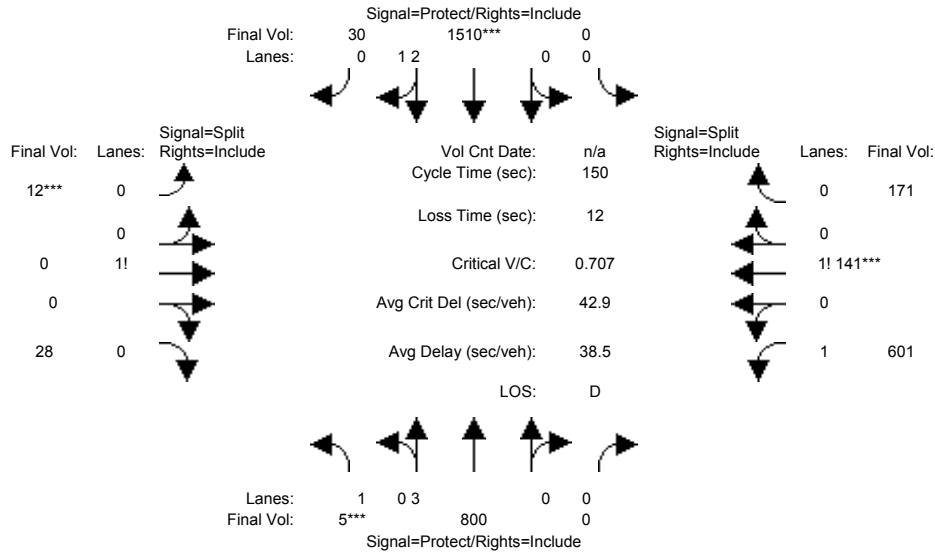 Signal=Protect/Rights=Include
Final Vol: 30 1510*** 0
Lanes: 0 1 2 0 0
Signal=Split Signal=Split
Final Vol: Lanes: Rights=Include Vol Cnt Date: n/a Rights=Include Lanes: Final Vol:
Cycle Time (sec): 150
12*** 0 0 171
Loss Time (sec): 12
0 0
0 1! Critical V/C: 0.707 1! 141***
0 0 Avg Crit Del (sec/veh): 42.9 0
28 0 Avg Delay (sec/veh): 38.5 1 601
LOS: D
Lanes: 1 0 3 0 0
Final Vol: 5*** 800 0
Signal=Protect/Rights=Include